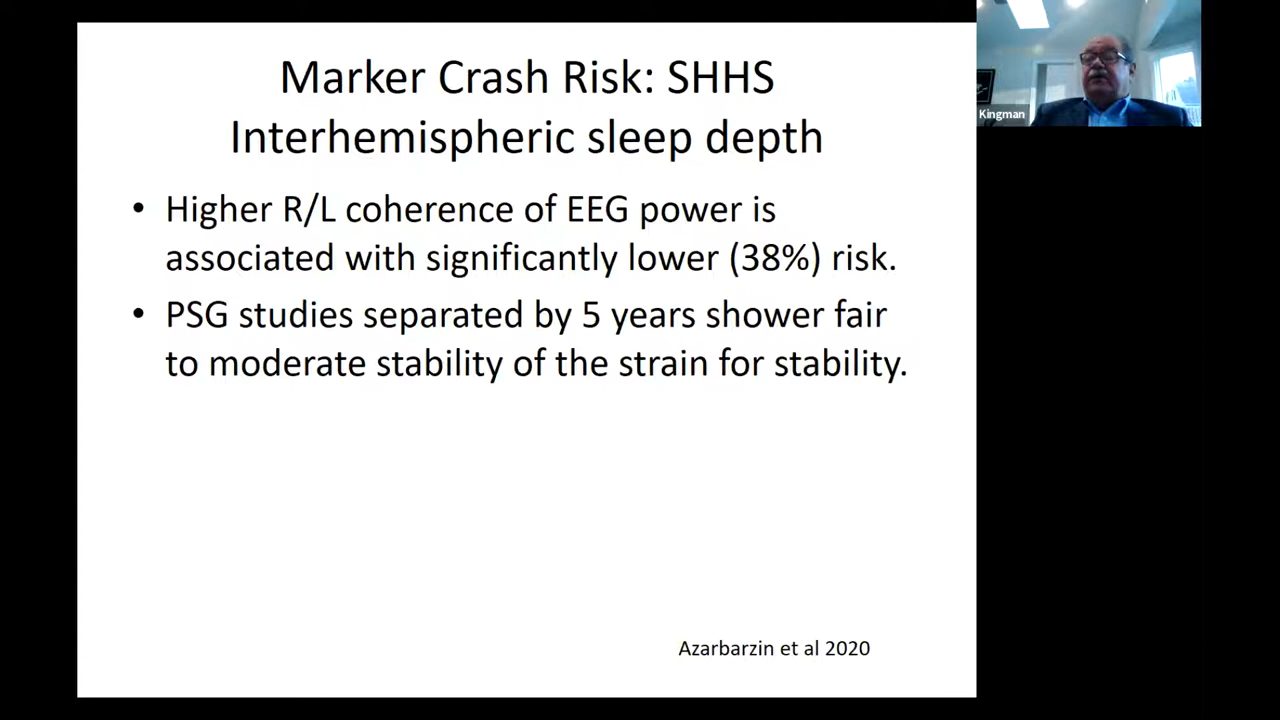 Marker Crash Risk: SHHS
Interhemispheric sleep depth
• Higher R/L coherence of EEG power is
associated with significantly lower (38%) risk.
• PSG studies separated by 5 years shower fair
to moderate stability of the strain for stability.
Azarbarzin et al 2020
Kingman